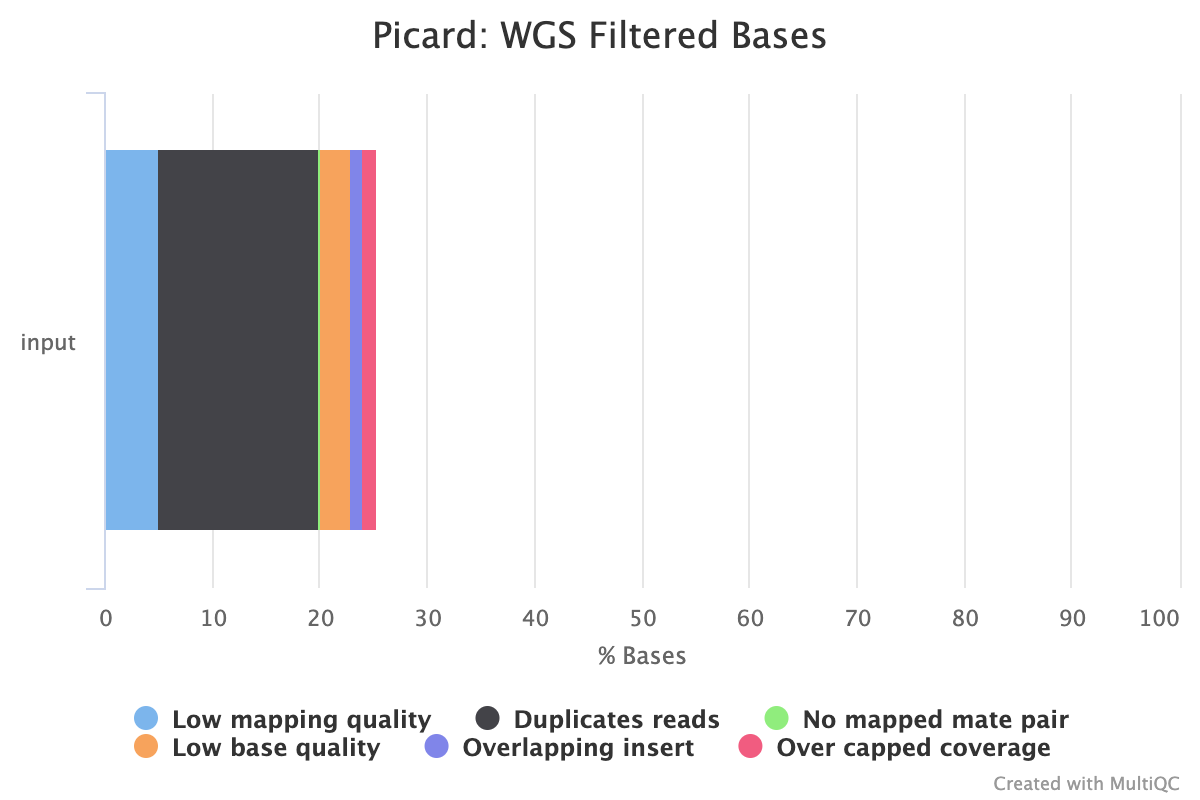 Picard: WGS Filtered Bases
input
0 10 20 30 40 50 60 70 80 90 100
% Bases
Low mapping quality Duplicates reads No mapped mate pair
Low base quality Overlapping insert Over capped coverage
Created with MultiQC